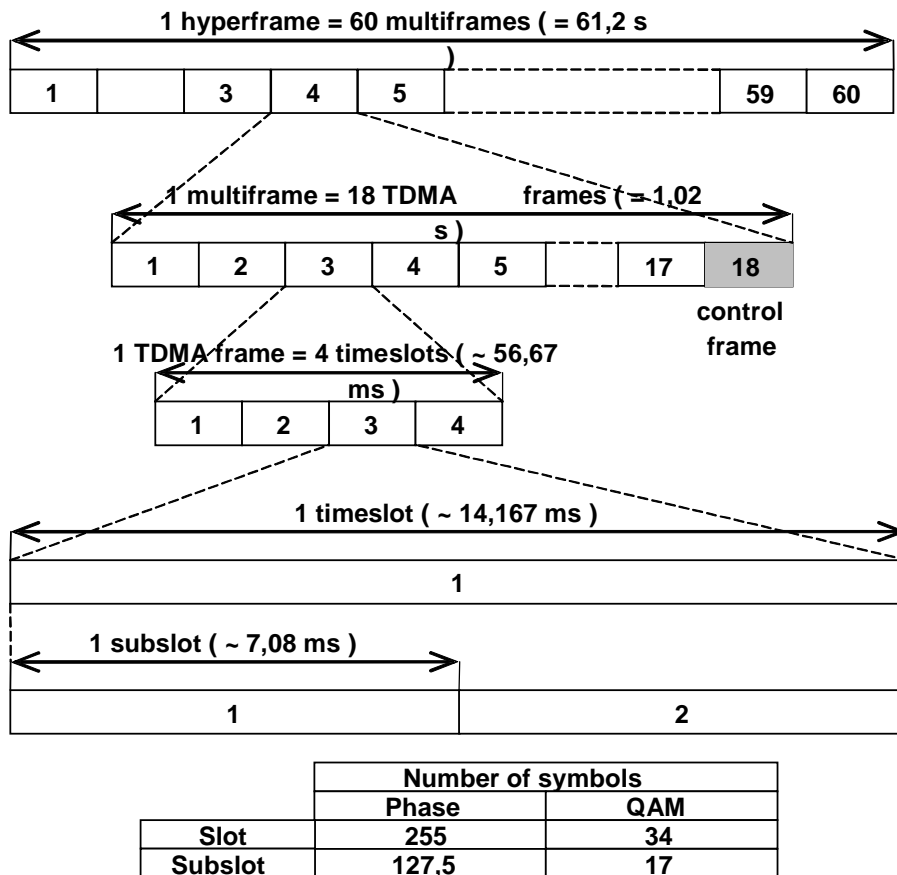 1 hyperframe = 60 multiframes ( = 61,2 s
)
1 3 4 5 59 60
1 multiframe = 18 TDMA frames ( = 1,02
s )
1 2 3 4 5 17 18
control
frame
1 TDMA frame = 4 timeslots ( ~ 56,67
ms )
1 2 3 4
1 timeslot ( ~ 14,167 ms )
1
1 subslot ( ~ 7,08 ms )
1 2
Number of symbols
Phase QAM
Slot 255 34
Subslot 127,5 17